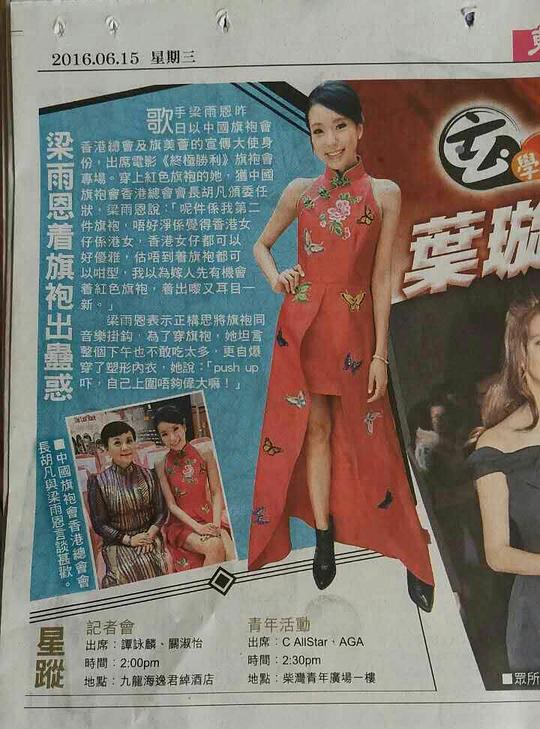 2016.06.15 星期三
梁雨恩着旗袍出蠱惑
歌手梁雨恩昨
日以中國旗袍會
香港總會及旗美薈的宣傳大使身
份，出席電影《終極勝利》旗袍會
專場。穿上紅色旗袍的她，獲中國
旗袍會香港總會會長胡凡頒委任
狀，梁雨恩說：「呢件係我第二
件旗袍，唔好淨係覺得香港女
仔係港女，香港女仔都可以
好優雅，估唔到着旗袍都可
以咁型，我以為嫁人先有機會
着紅色旗袍，着出嚟又耳目一
新。」
梁雨恩表示正構思將旗袍同
音樂掛鈎，為了穿旗袍，她坦言
整個下午也不敢吃太多，更自爆
穿了塑形內衣，她說：「push up
吓，自己上圍唔夠偉大嘛！」
■中國旗袍會香港總會會
長胡凡與梁雨恩言談甚歡。
玄
學
葉璇
星蹤
記者會
出席：譚詠麟、關淑怡
時間：2:00pm
地點：九龍海逸君綽酒店
青年活動
出席：C AllStar、AGA
時間：2:30pm
地點：柴灣青年廣場一樓
■眾所